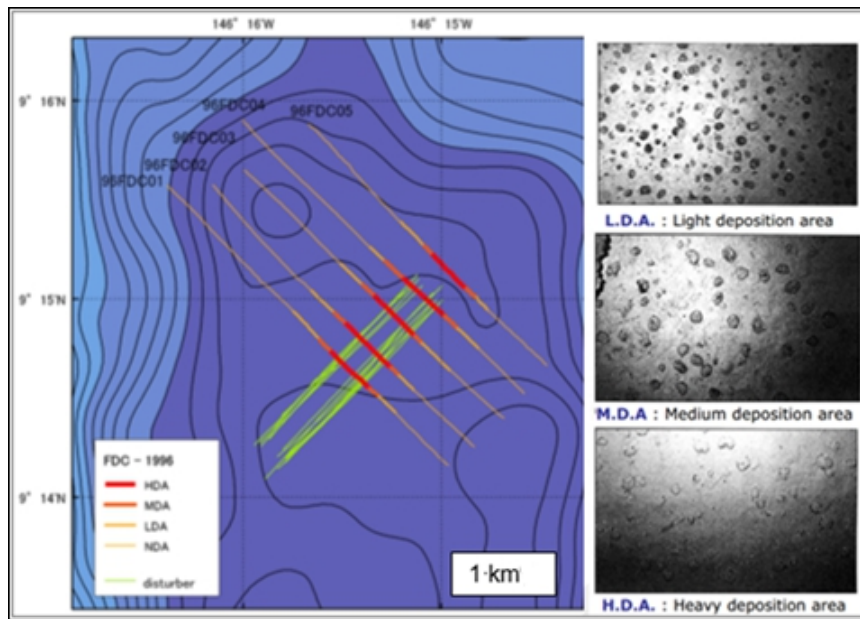 146° 16'W
146° 15'W
9° 16'N
96FDC04
96FDC05
96FDC03
96FDC02
96FDC01
L.D.A. : Light deposition area
9° 15'N
M.D.A : Medium deposition area
9° 14'N
FDC - 1996
HDA
MDA
LDA
NDA
disturber
1 km
H.D.A. : Heavy deposition area